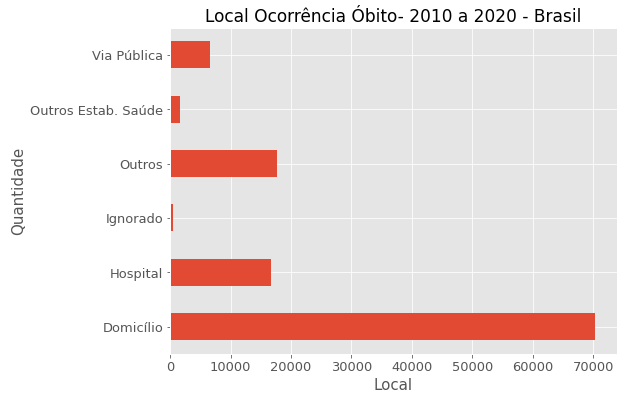 Local Ocorrência Óbito- 2010 a 2020 - Brasil
Via Pública
Outros Estab. Saúde
Outros
Ignorado
Hospital
Domicílio
Quantidade
0 10000 20000 30000 40000 50000 60000 70000
Local